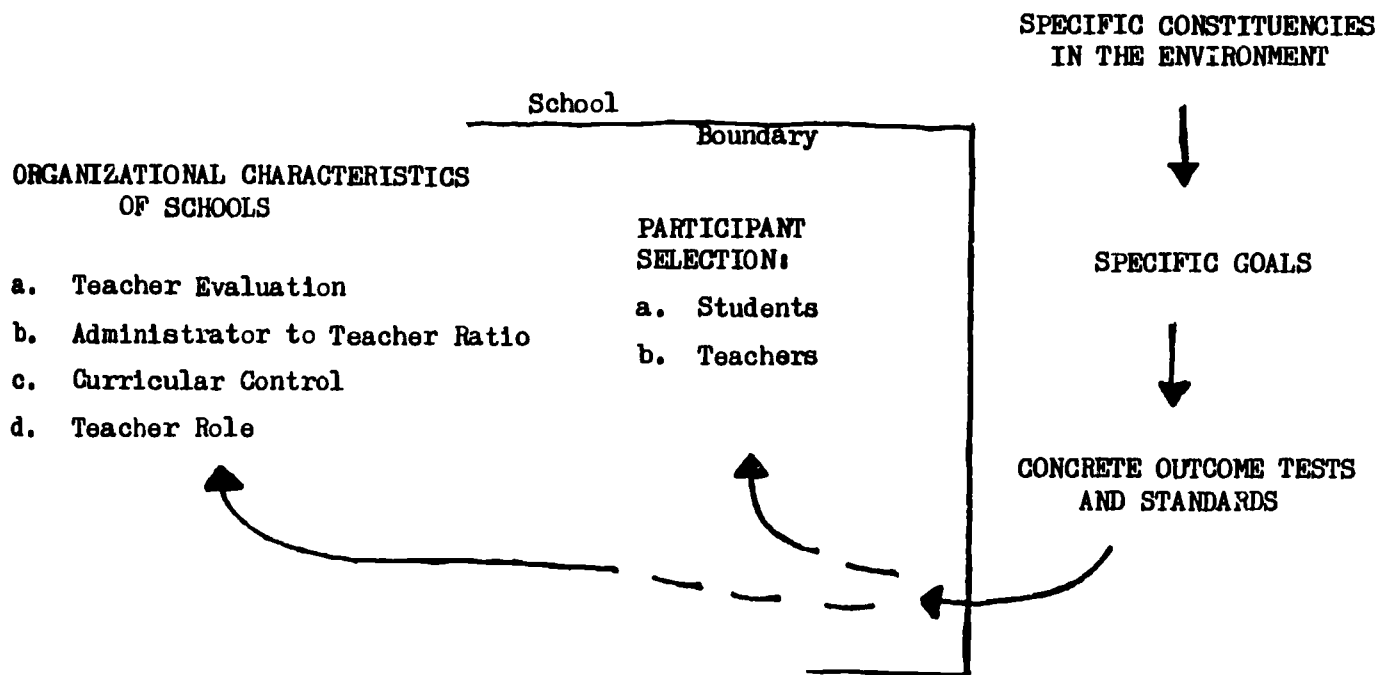 SPECIFIC CONSTITUENCIES
IN THE ENVIRONMENT
School
Boundary
ORGANIZATIONAL CHARACTERISTICS
OF SCHOOLS
a. Teacher Evaluation
b. Administrator to Teacher Ratio
c. Curricular Control
d. Teacher Role
PARTICIPANT
SELECTION:
a. Students
b. Teachers
SPECIFIC GOALS
CONCRETE OUTCOME TESTS
AND STANDARDS